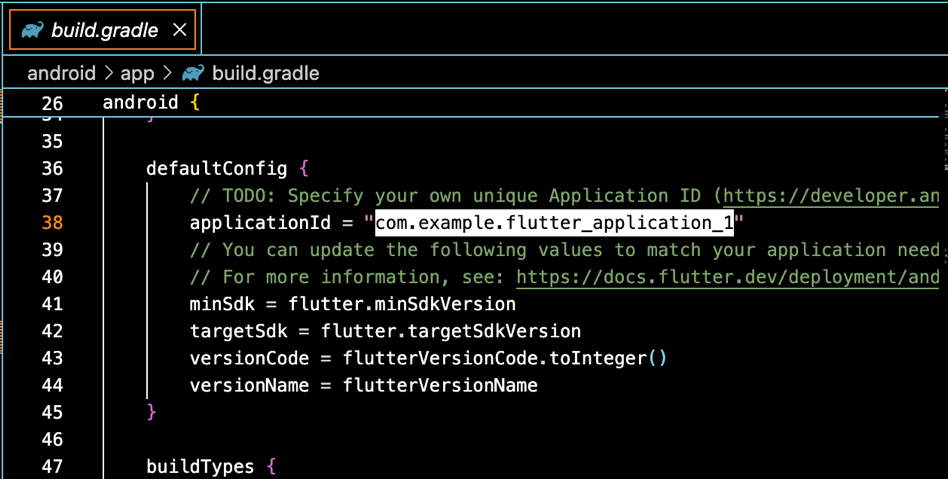 build.gradle ×
android > app > build.gradle
26 android {
35
36 defaultConfig {
37 // TODO: Specify your own unique Application ID (https://developer.an
38 applicationId = "com.example.flutter_application_1"
39 // You can update the following values to match your application need
40 // For more information, see: https://docs.flutter.dev/deployment/and
41 minSdk = flutter.minSdkVersion
42 targetSdk = flutter.targetSdkVersion
43 versionCode = flutterVersionCode.toInteger()
44 versionName = flutterVersionName
45 }
46
47 buildTypes {